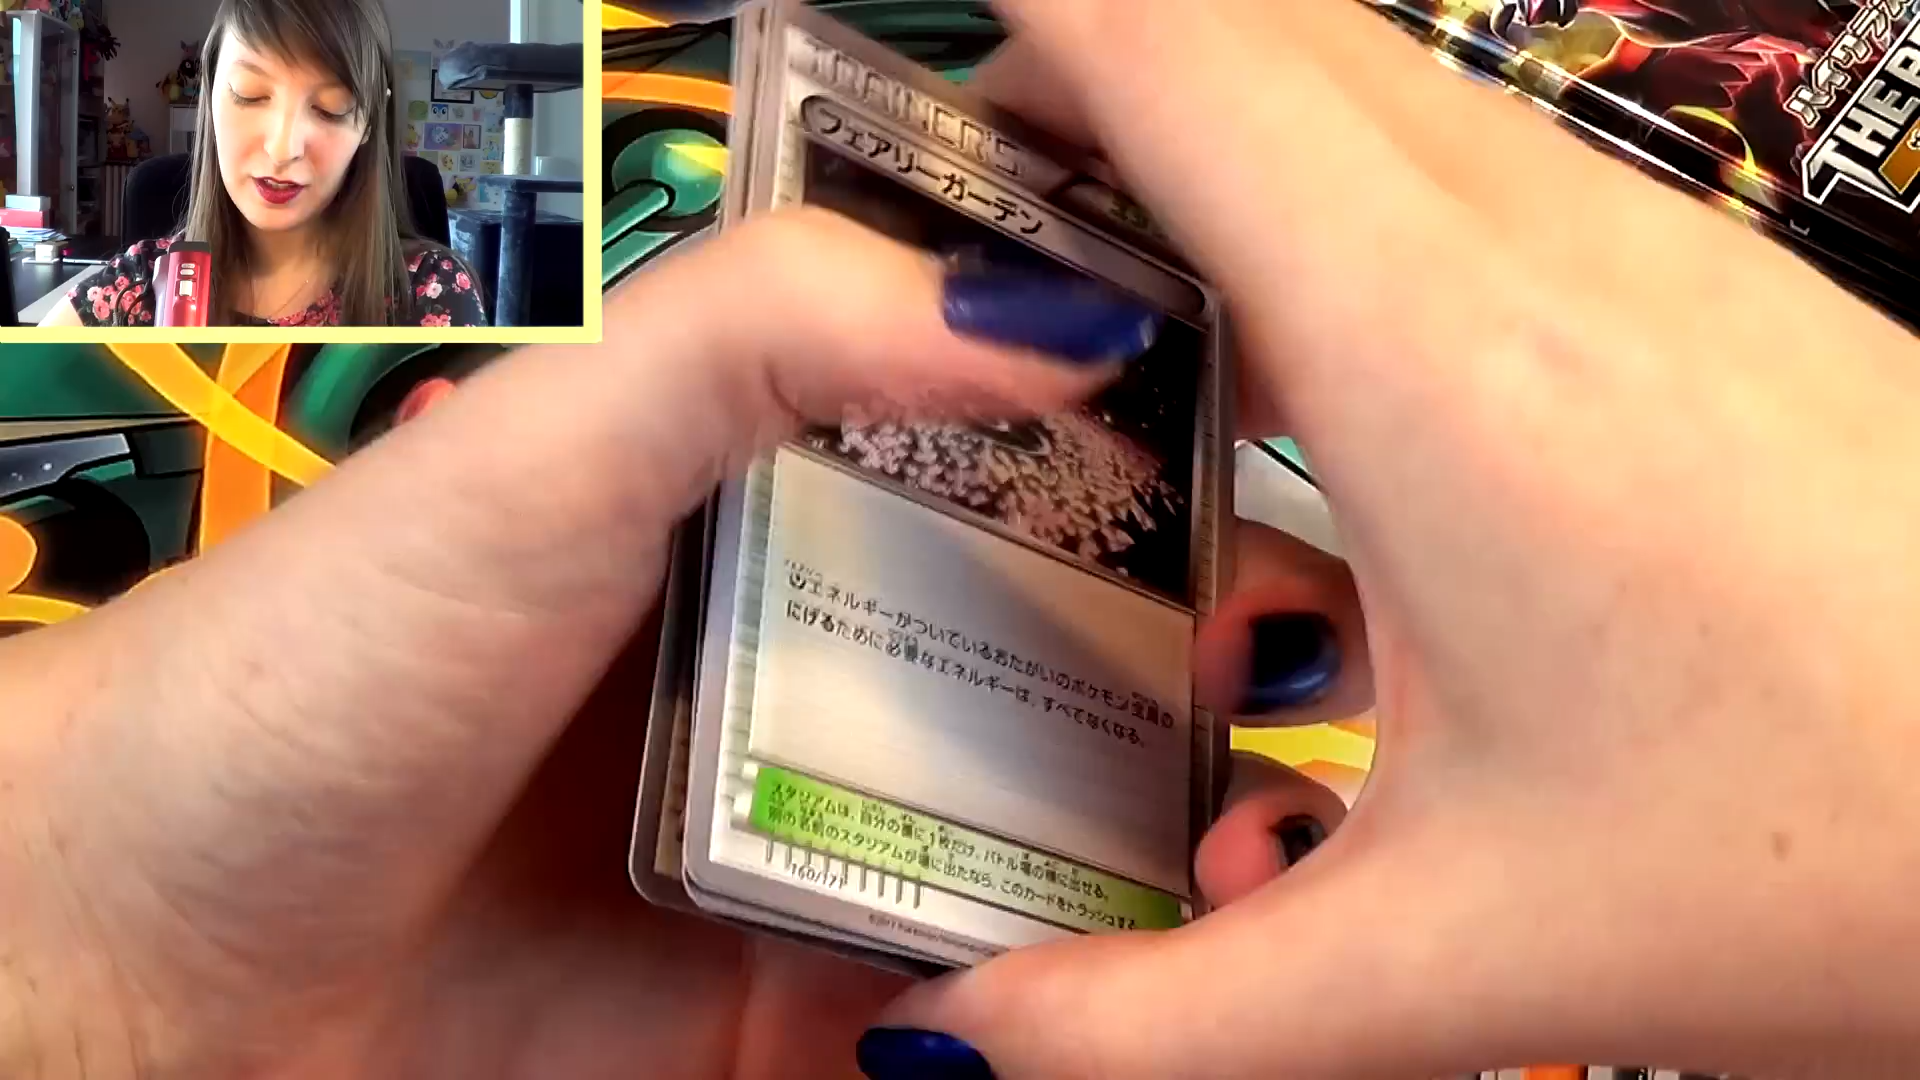 TRAINER'S
フェアリーガーデン
エネルギーがついているおたがいのポケモン全員の
にげるために必要なエネルギーは、すべてなくなる。
スタジアムは、自分の番に1枚だけ、バトル場の横に出せる。
別の名前のスタジアムが場に出たなら、このカードをトラッシュする。
160/171
THE B